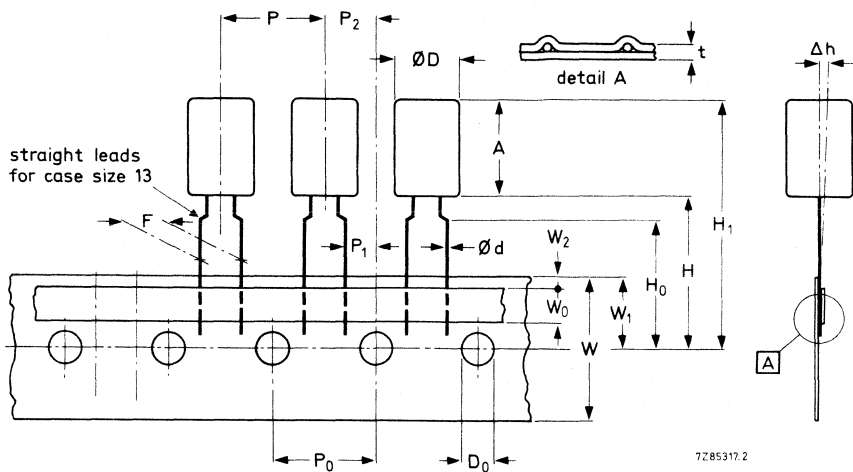 P P₂
ØD
t
Δh
detail A
straight leads
for case size 13
A
F
P₁
Ød
W₂
W₀
W₁
W
H₀
H
H₁
A
P₀
D₀
7Z85317.2